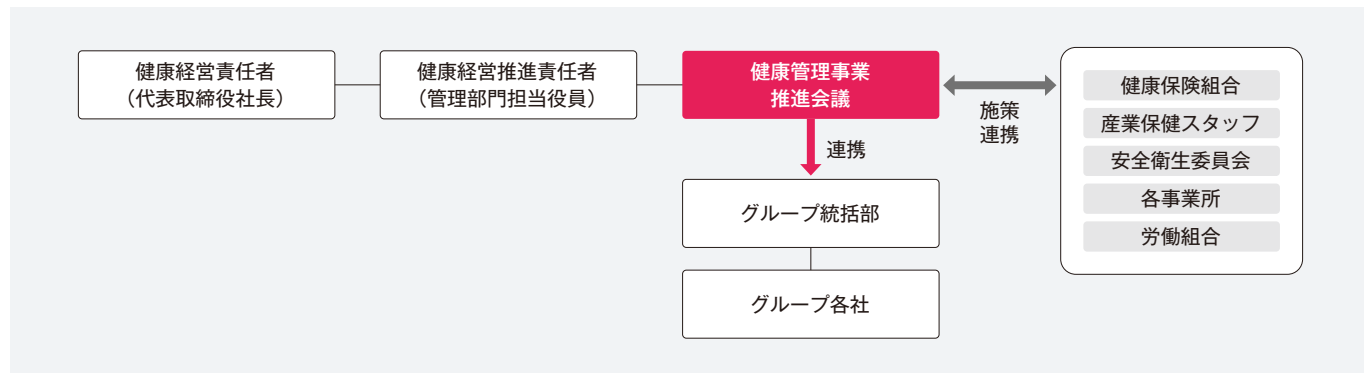 健康経営責任者
（代表取締役社長）
健康経営推進責任者
（管理部門担当役員）
健康管理事業
推進会議
施策
連携
健康保険組合
産業保健スタッフ
安全衛生委員会
各事業所
労働組合
連携
グループ統括部
グループ各社